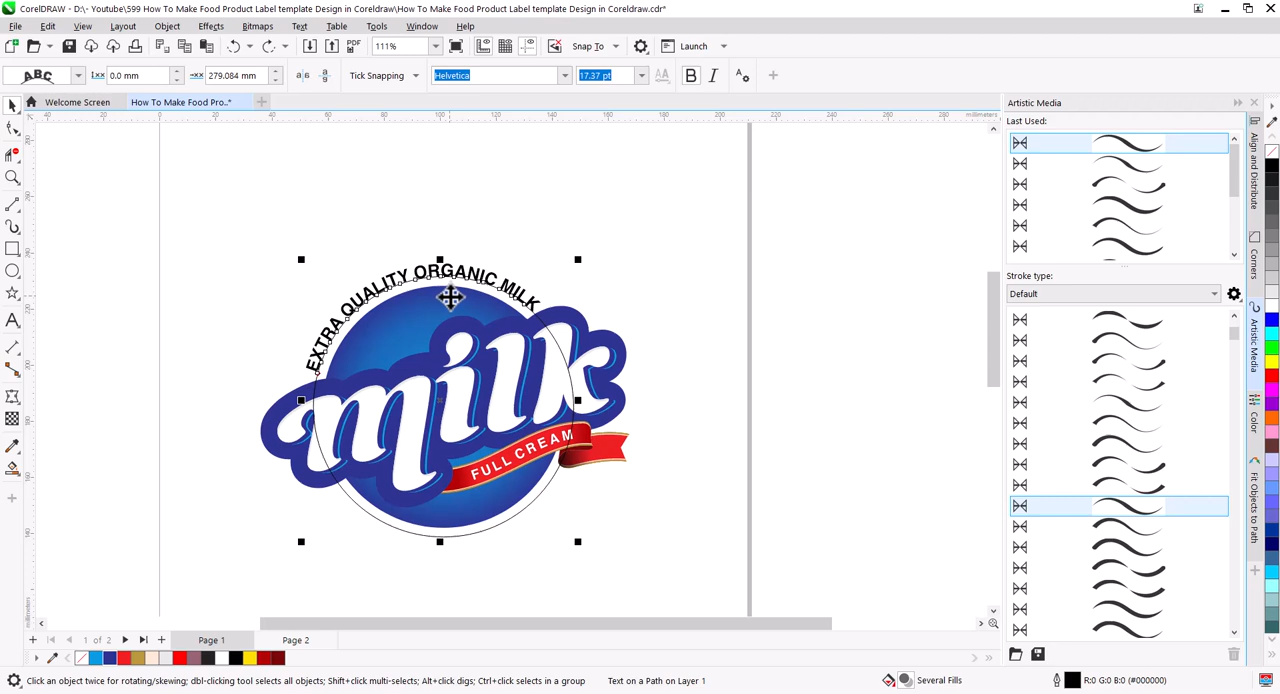 CorelDRAW - D:\- Youtube\599 How To Make Food Product Label template Design in Coreldraw\How To Make Food Product Label template Design in Coreldraw.cdr*
File Edit View Layout Object Effects Bitmaps Text Table Tools Window Help
PDF 111% Snap To Launch
ABC 0.0 mm 279.084 mm Tick Snapping Helvetica 17.37 pt
Welcome Screen How To Make Food Pro..*
millimeters
EXTRA QUALITY ORGANIC MILK
milk
FULL CREAM
Artistic Media
Last Used:
Stroke type:
Default
Align and Distribute
Corners
Artistic Media
Color
Fit Objects to Path
1 of 2 Page 1 Page 2
Click an object twice for rotating/skewing; dbl-clicking tool selects all objects; Shift+click multi-selects; Alt+click digs; Ctrl+click selects in a group Text on a Path on Layer 1 Several Fills R:0 G:0 B:0 (#000000)